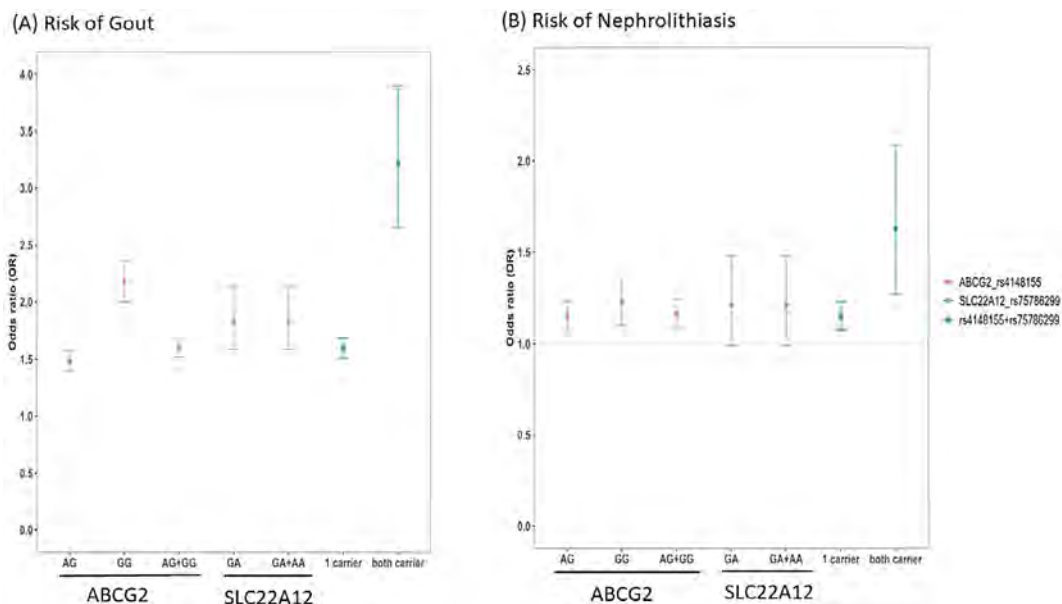 (A) Risk of Gout
4.0
3.5
3.0
2.5
2.0
1.5
1.0
0.5
0.0
Odds ratio (OR)
AG GG AG+GG GA GA+AA 1 carrier both carrier
ABCG2 SLC22A12
(B) Risk of Nephrolithiasis
2.5
2.0
1.5
1.0
0.5
0.0
Odds ratio (OR)
AG GG AG+GG GA GA+AA 1 carrier both carrier
ABCG2 SLC22A12
ABCG2_rs4148155
SLC22A12_rs75786299
rs4148155+rs75786299